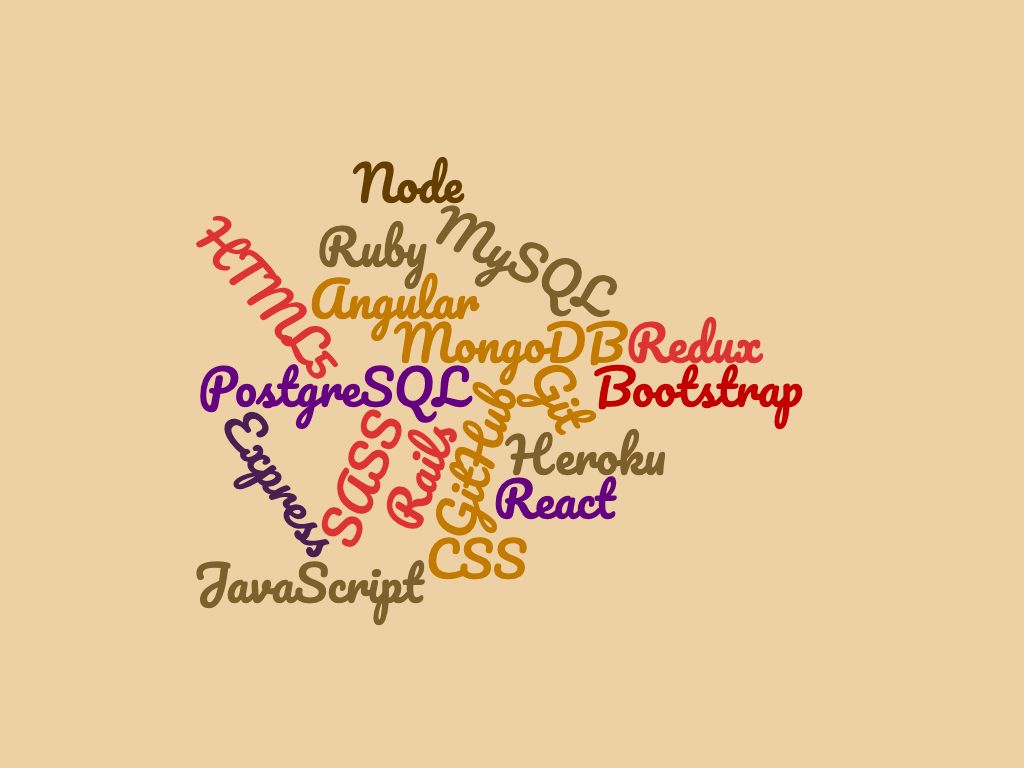 Node
MySQL
HTML5
Ruby
Angular
MongoDB
Redux
PostgreSQL
Git
Bootstrap
Express
SASS
Rails
GitHub
Heroku
React
CSS
JavaScript